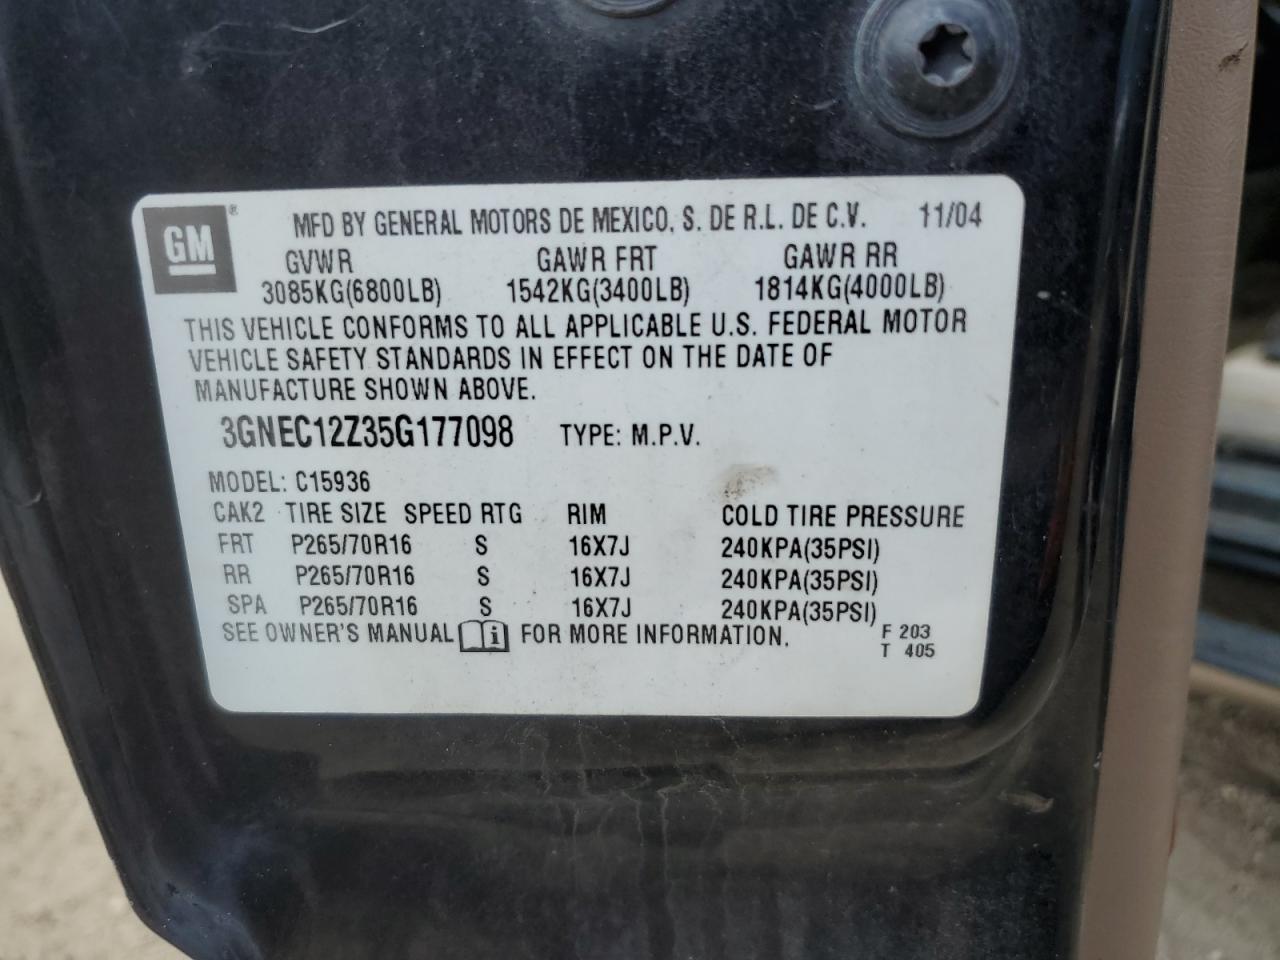 GM ® MFD BY GENERAL MOTORS DE MEXICO, S. DE R.L. DE C.V. 11/04
GVWR GAWR FRT GAWR RR
3085KG(6800LB) 1542KG(3400LB) 1814KG(4000LB)
THIS VEHICLE CONFORMS TO ALL APPLICABLE U.S. FEDERAL MOTOR
VEHICLE SAFETY STANDARDS IN EFFECT ON THE DATE OF
MANUFACTURE SHOWN ABOVE.
3GNEC12Z35G177098 TYPE: M.P.V.
MODEL: C15936
CAK2 TIRE SIZE SPEED RTG RIM COLD TIRE PRESSURE
FRT P265/70R16 S 16X7J 240KPA(35PSI)
RR P265/70R16 S 16X7J 240KPA(35PSI)
SPA P265/70R16 S 16X7J 240KPA(35PSI)
SEE OWNER'S MANUAL i FOR MORE INFORMATION. F 203
T 405